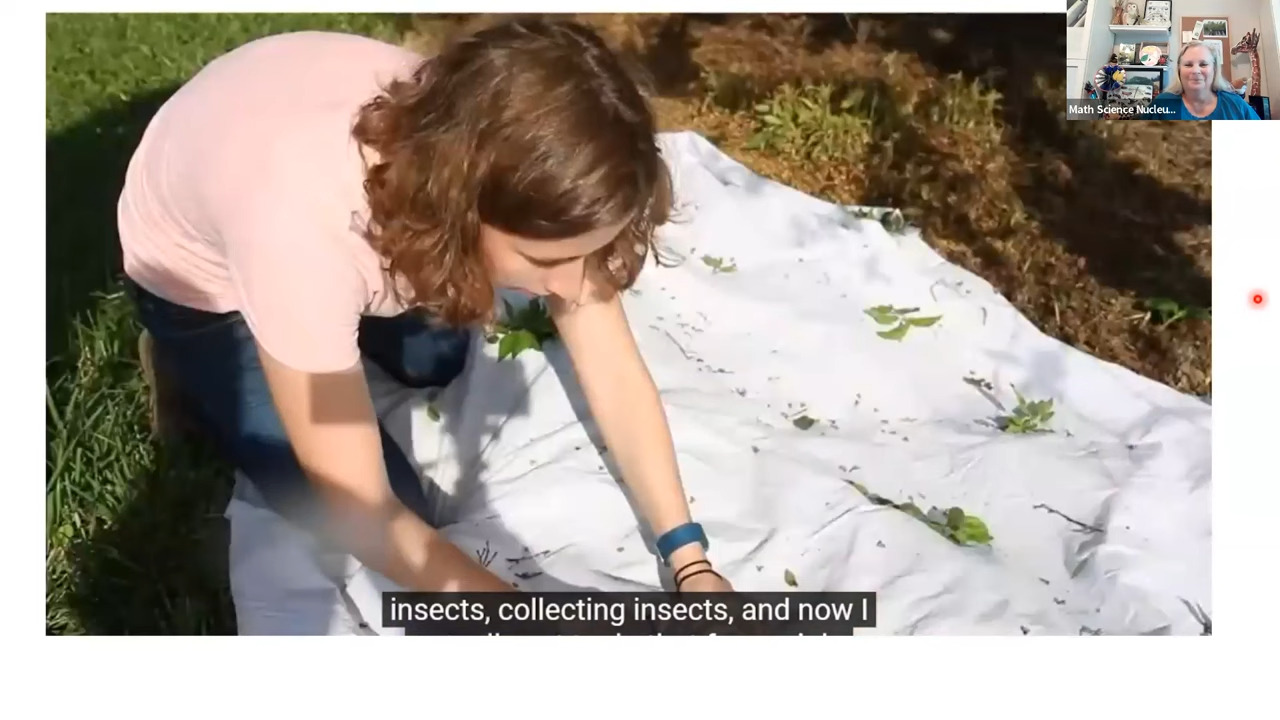 Math Science Nucleu...
insects, collecting insects, and now I